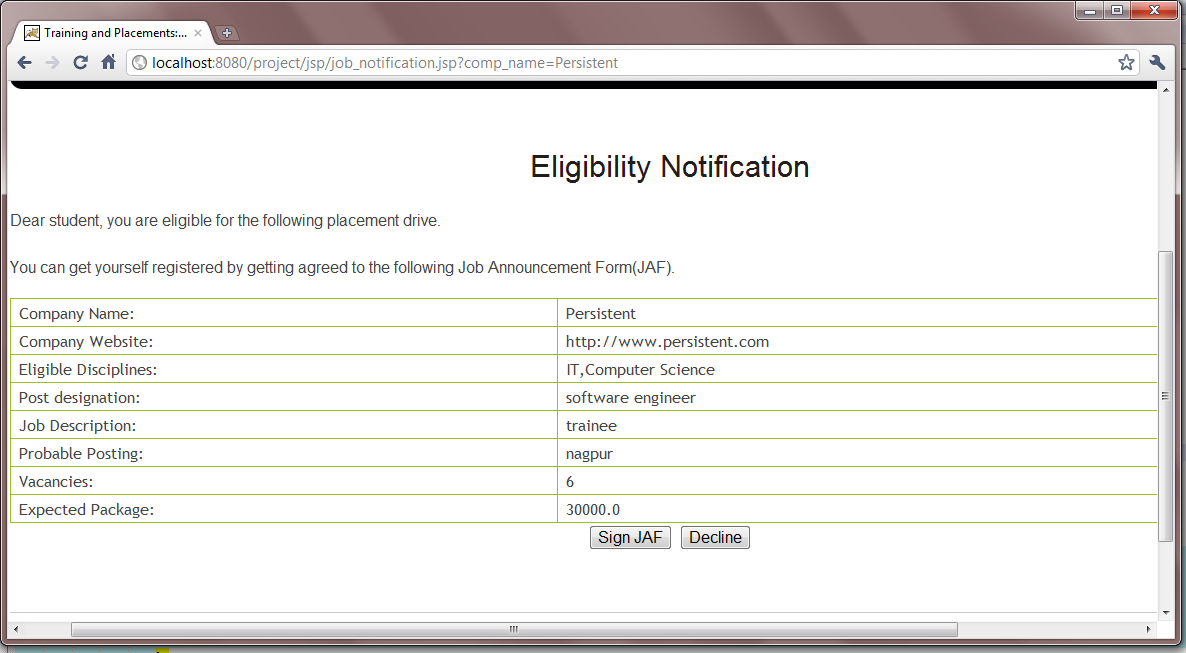 Training and Placements:...
localhost:8080/project/jsp/job_notification.jsp?comp_name=Persistent
Eligibility Notification
Dear student, you are eligible for the following placement drive.
You can get yourself registered by getting agreed to the following Job Announcement Form(JAF).
Company Name: Persistent
Company Website: http://www.persistent.com
Eligible Disciplines: IT,Computer Science
Post designation: software engineer
Job Description: trainee
Probable Posting: nagpur
Vacancies: 6
Expected Package: 30000.0
Sign JAF Decline